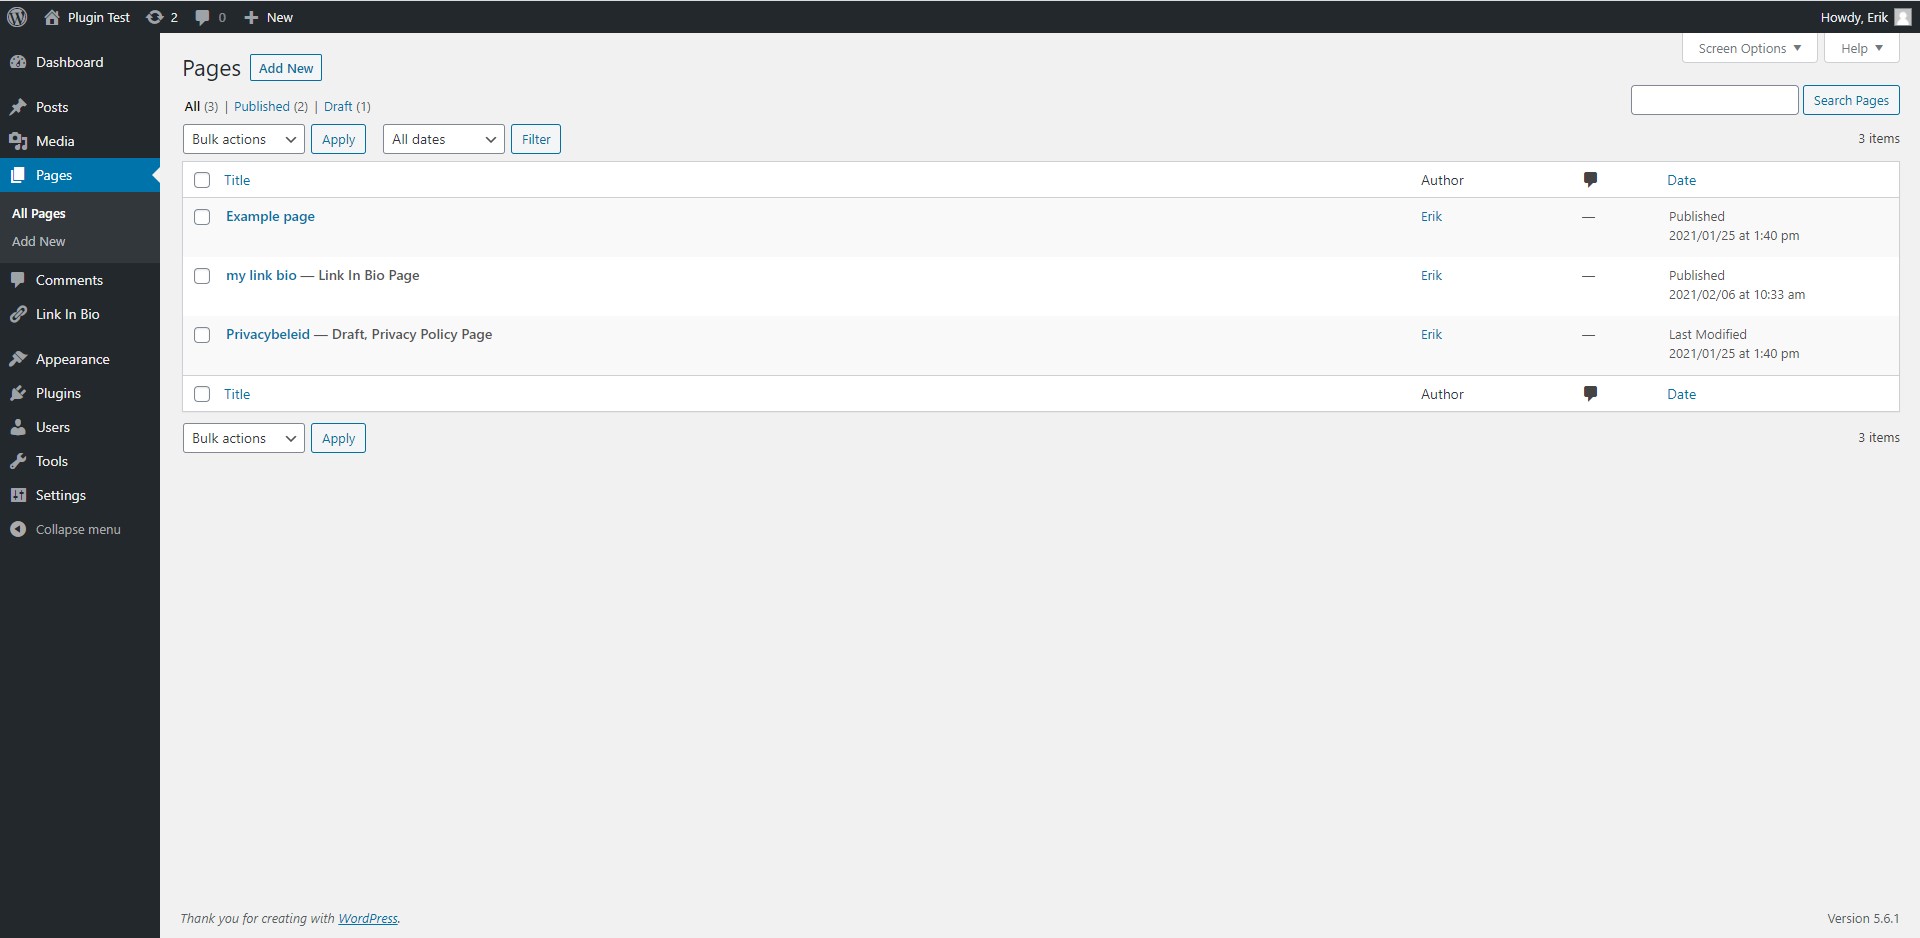 Plugin Test 2 0 New Howdy, Erik
Dashboard
Posts
Media
Pages
All Pages
Add New
Comments
Link In Bio
Appearance
Plugins
Users
Tools
Settings
Collapse menu
Screen Options Help
Pages Add New
All (3) | Published (2) | Draft (1)
Search Pages
Bulk actions Apply All dates Filter 3 items
Title Author Date
Example page Erik — Published
2021/01/25 at 1:40 pm
my link bio — Link In Bio Page Erik — Published
2021/02/06 at 10:33 am
Privacybeleid — Draft, Privacy Policy Page Erik — Last Modified
2021/01/25 at 1:40 pm
Title Author Date
Bulk actions Apply 3 items
Thank you for creating with WordPress. Version 5.6.1